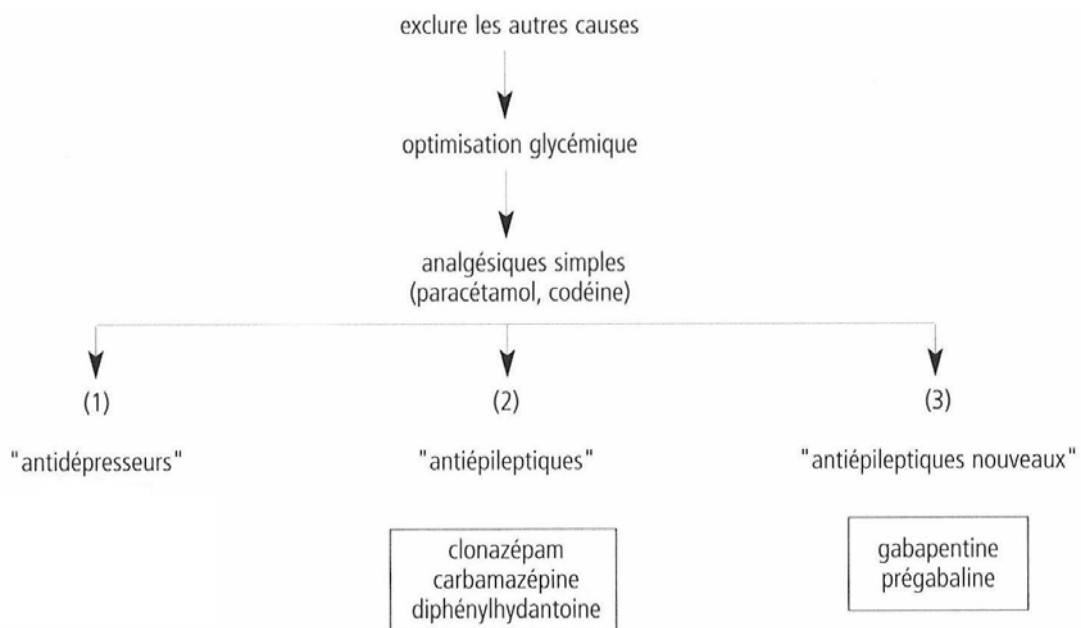 exclure les autres causes
optimisation glycémique
analgésiques simples
(paracétamol, codéine)
(1)
(2)
(3)
"antidépresseurs"
"antiépileptiques"
"antiépileptiques nouveaux"
clonazépam
carbamazépine
diphénylhydantoine
gabapentine
prégabaline